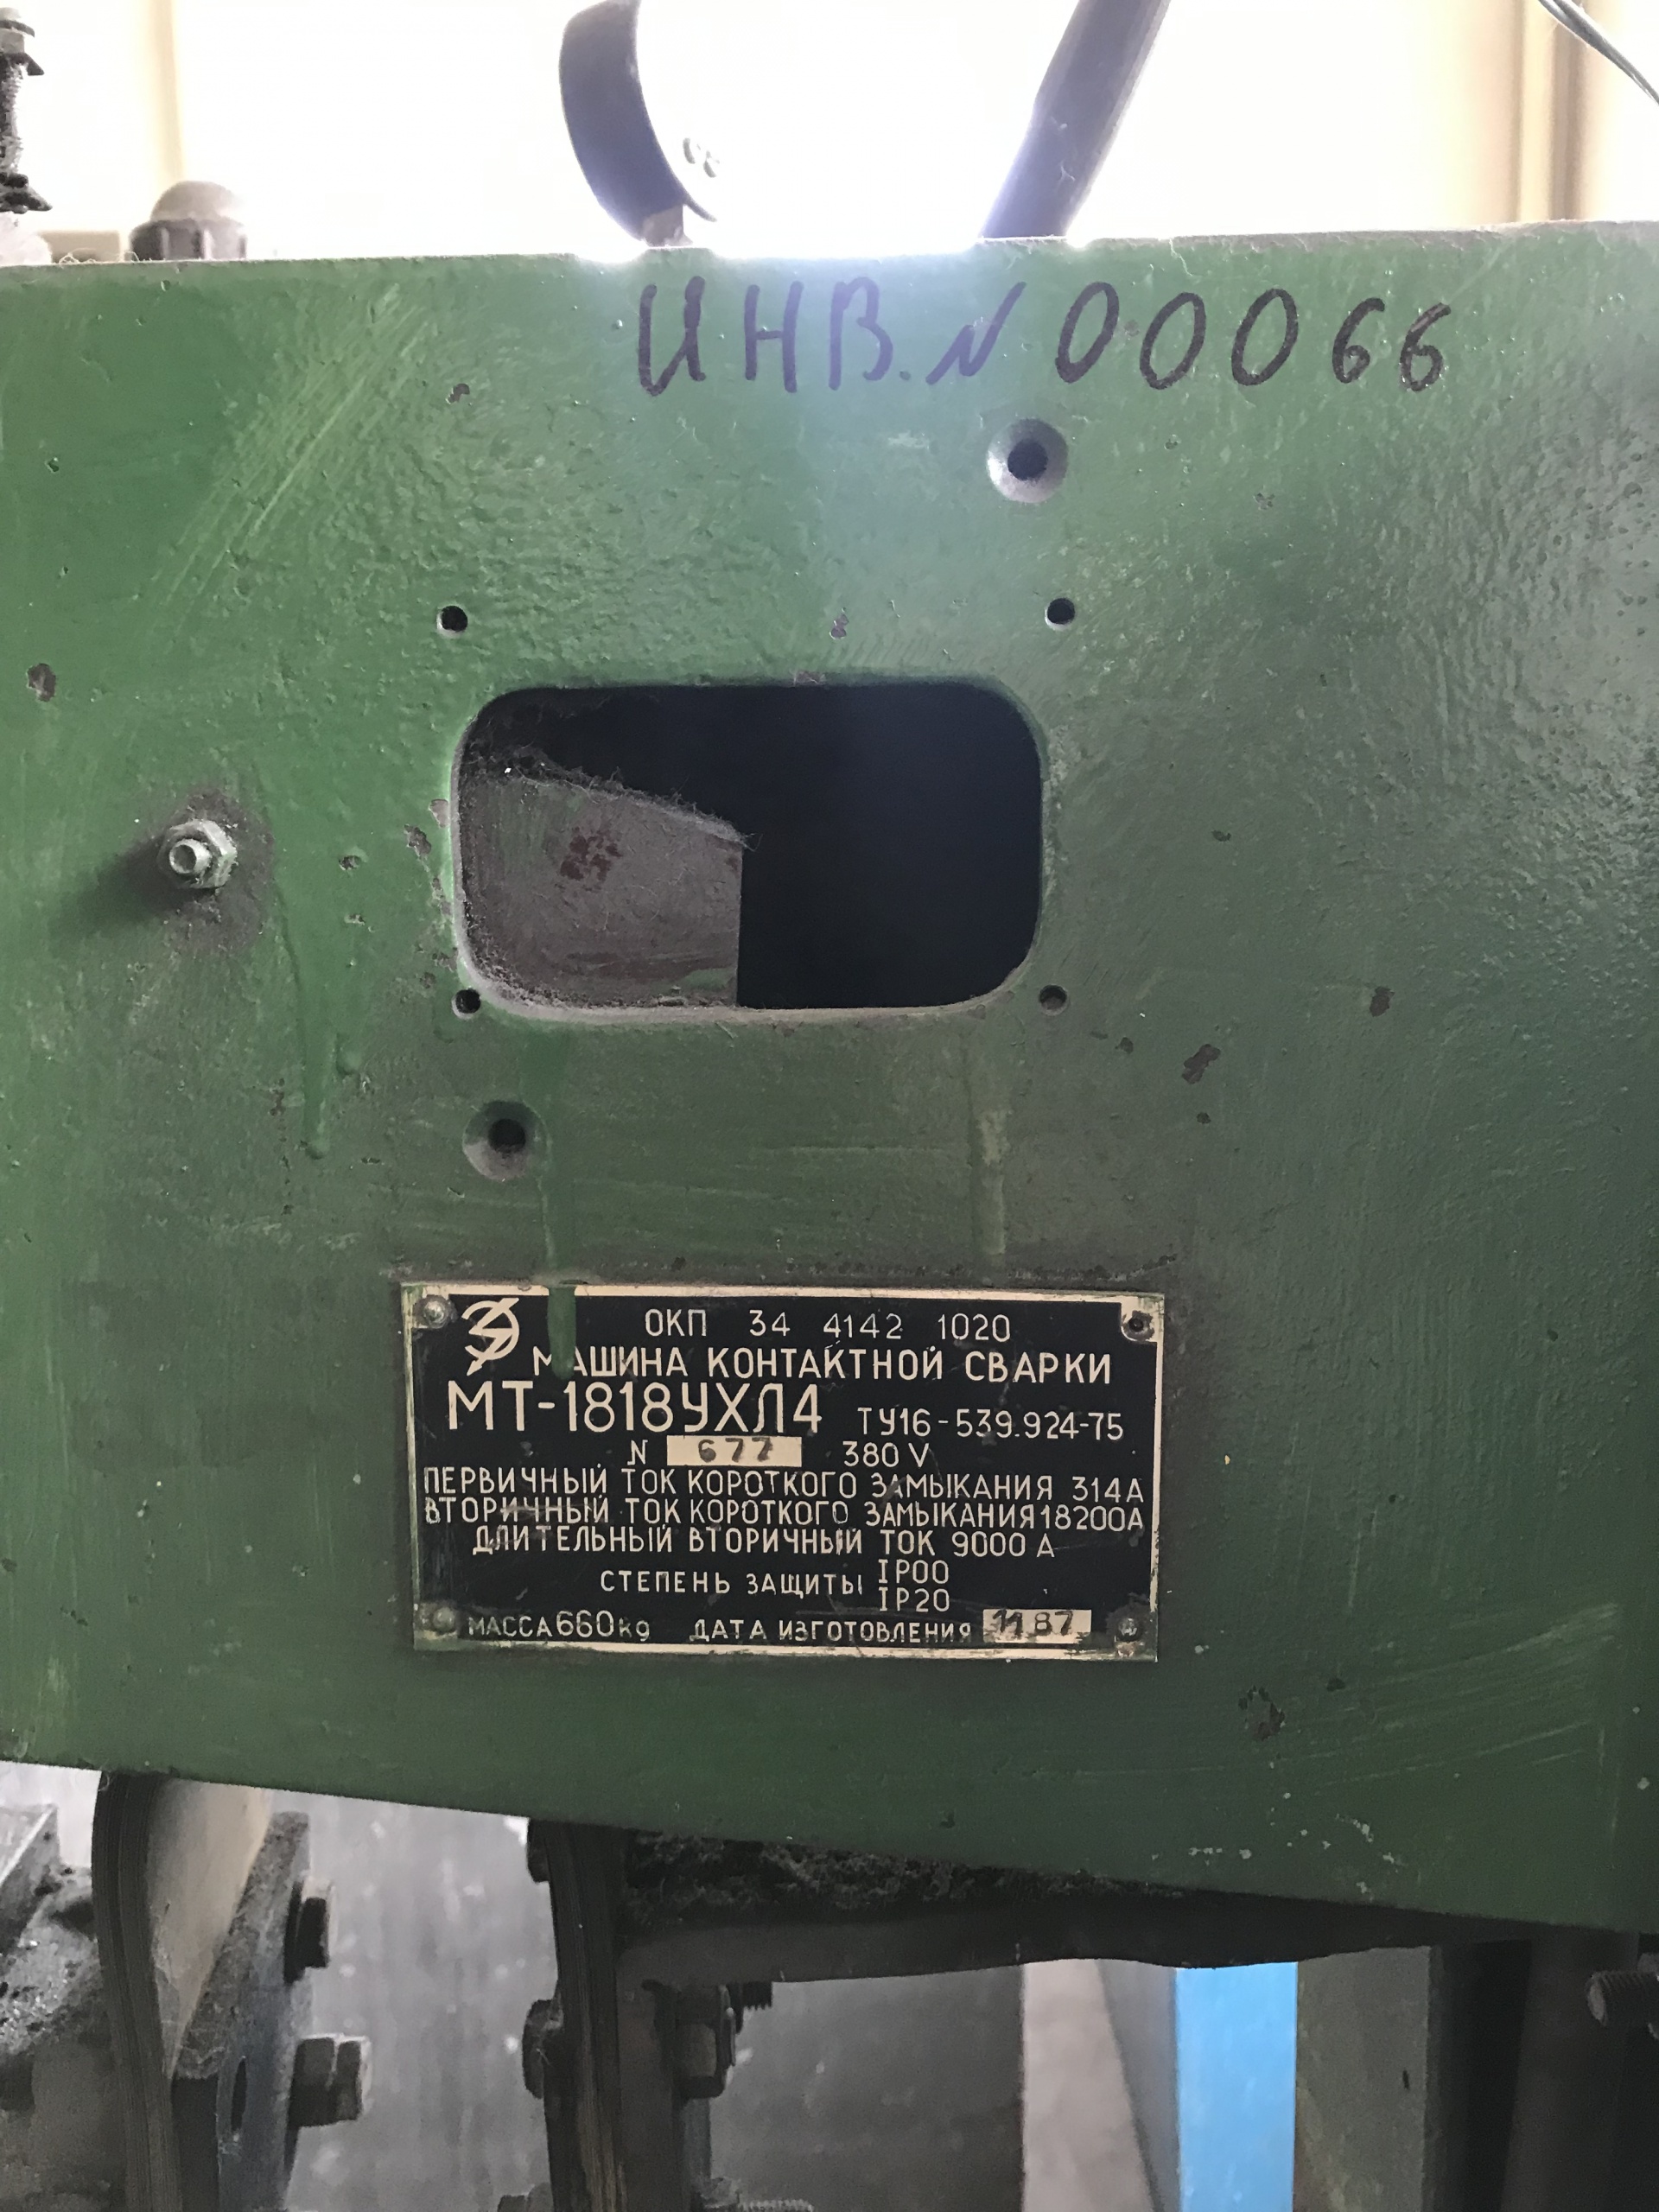 ИНВ.N 00066
ОКП 34 4142 1020
МАШИНА КОНТАКТНОЙ СВАРКИ
МТ-1818УХЛ4 ТУ16-539.924-75
N 677 380 V
ПЕРВИЧНЫЙ ТОК КОРОТКОГО ЗАМЫКАНИЯ 314А
ВТОРИЧНЫЙ ТОК КОРОТКОГО ЗАМЫКАНИЯ 18200А
ДЛИТЕЛЬНЫЙ ВТОРИЧНЫЙ ТОК 9000 А
СТЕПЕНЬ ЗАЩИТЫ IP00
IP20
МАССА 660 kg ДАТА ИЗГОТОВЛЕНИЯ 11 87